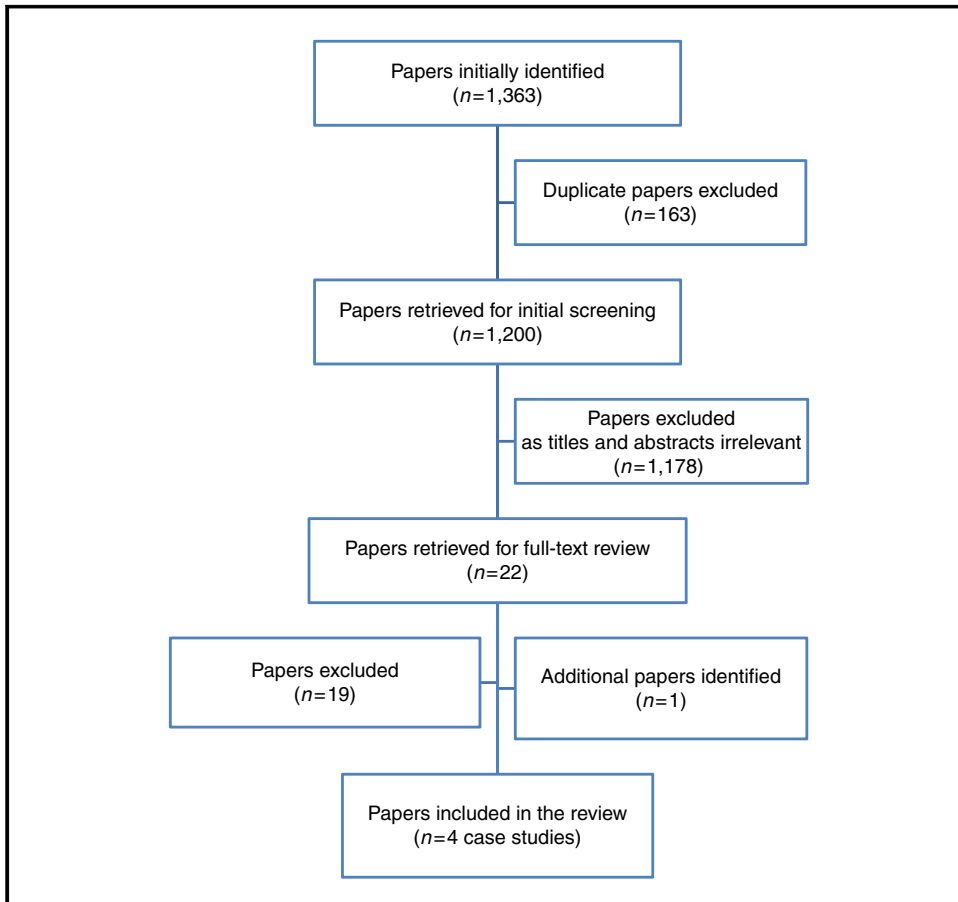 Papers initially identified
(n=1,363)
Duplicate papers excluded
(n=163)
Papers retrieved for initial screening
(n=1,200)
Papers excluded
as titles and abstracts irrelevant
(n=1,178)
Papers retrieved for full-text review
(n=22)
Papers excluded
(n=19)
Additional papers identified
(n=1)
Papers included in the review
(n=4 case studies)